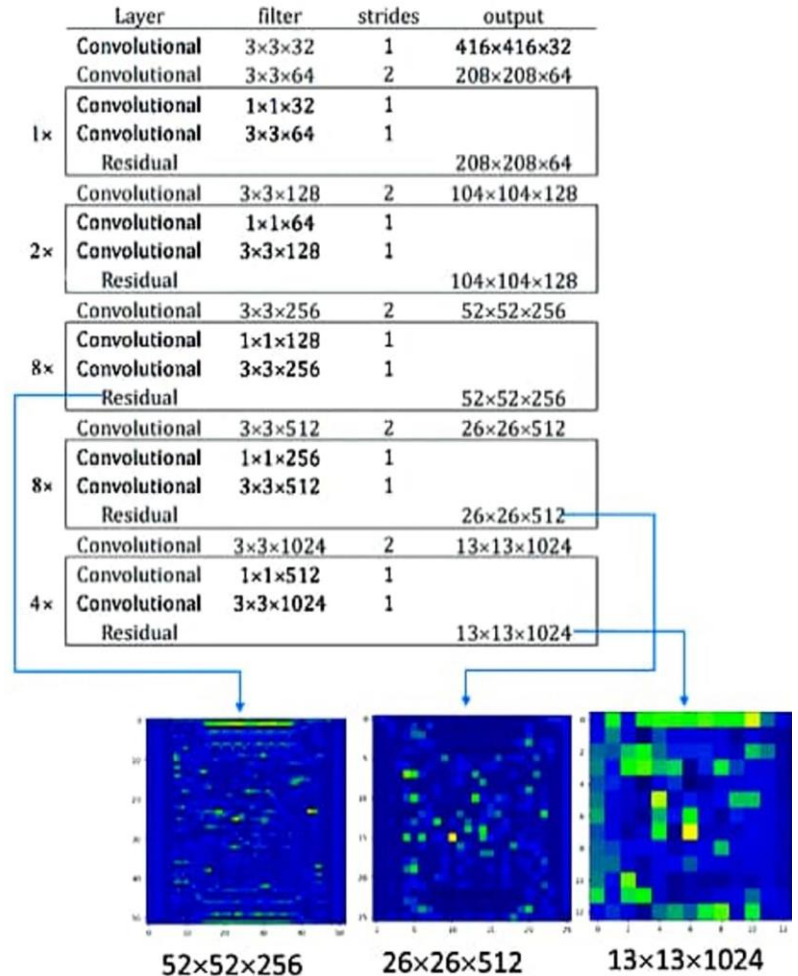 Layer filter strides output
Convolutional 3×3×32 1 416×416×32
Convolutional 3×3×64 2 208×208×64
Convolutional 1×1×32 1
1× Convolutional 3×3×64 1
Residual 208×208×64
Convolutional 3×3×128 2 104×104×128
Convolutional 1×1×64 1
2× Convolutional 3×3×128 1
Residual 104×104×128
Convolutional 3×3×256 2 52×52×256
Convolutional 1×1×128 1
8× Convolutional 3×3×256 1
Residual 52×52×256
Convolutional 3×3×512 2 26×26×512
Convolutional 1×1×256 1
8× Convolutional 3×3×512 1
Residual 26×26×512
Convolutional 3×3×1024 2 13×13×1024
Convolutional 1×1×512 1
4× Convolutional 3×3×1024 1
Residual 13×13×1024
52×52×256 26×26×512 13×13×1024